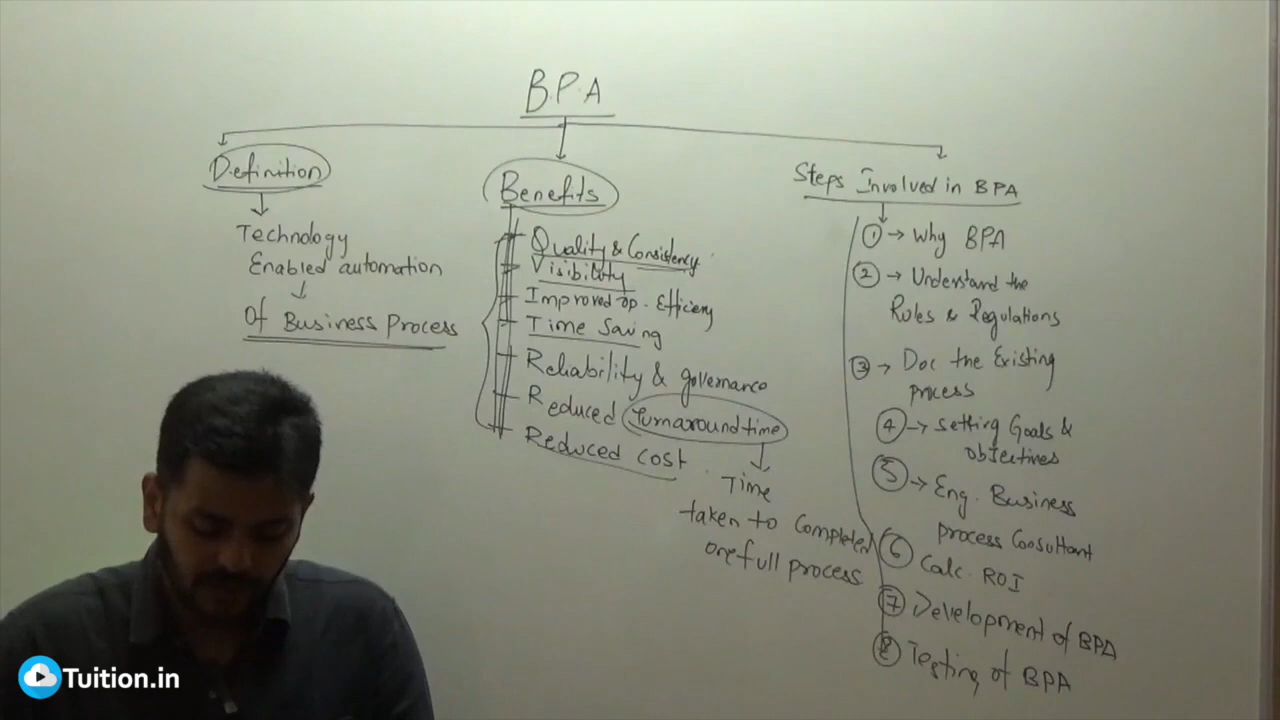 B.P.A
Definition
Technology
Enabled automation
Of Business Process
Benefits
Quality & Consistency
Visibility
Improved op. Efficiency
Time Saving
Reliability & governance
Reduced Turnaround time
Reduced cost
Time
taken to Completed
one full process
Steps Involved in BPA
1 → Why BPA
2 → Understand the
Rules & Regulations
3 → Doc the Existing
process
4 → Setting Goals &
objectives
5 → Eng. Business
process Consultant
6 Calc. ROI
7 Development of BPA
8 Testing of BPA
Tuition.in